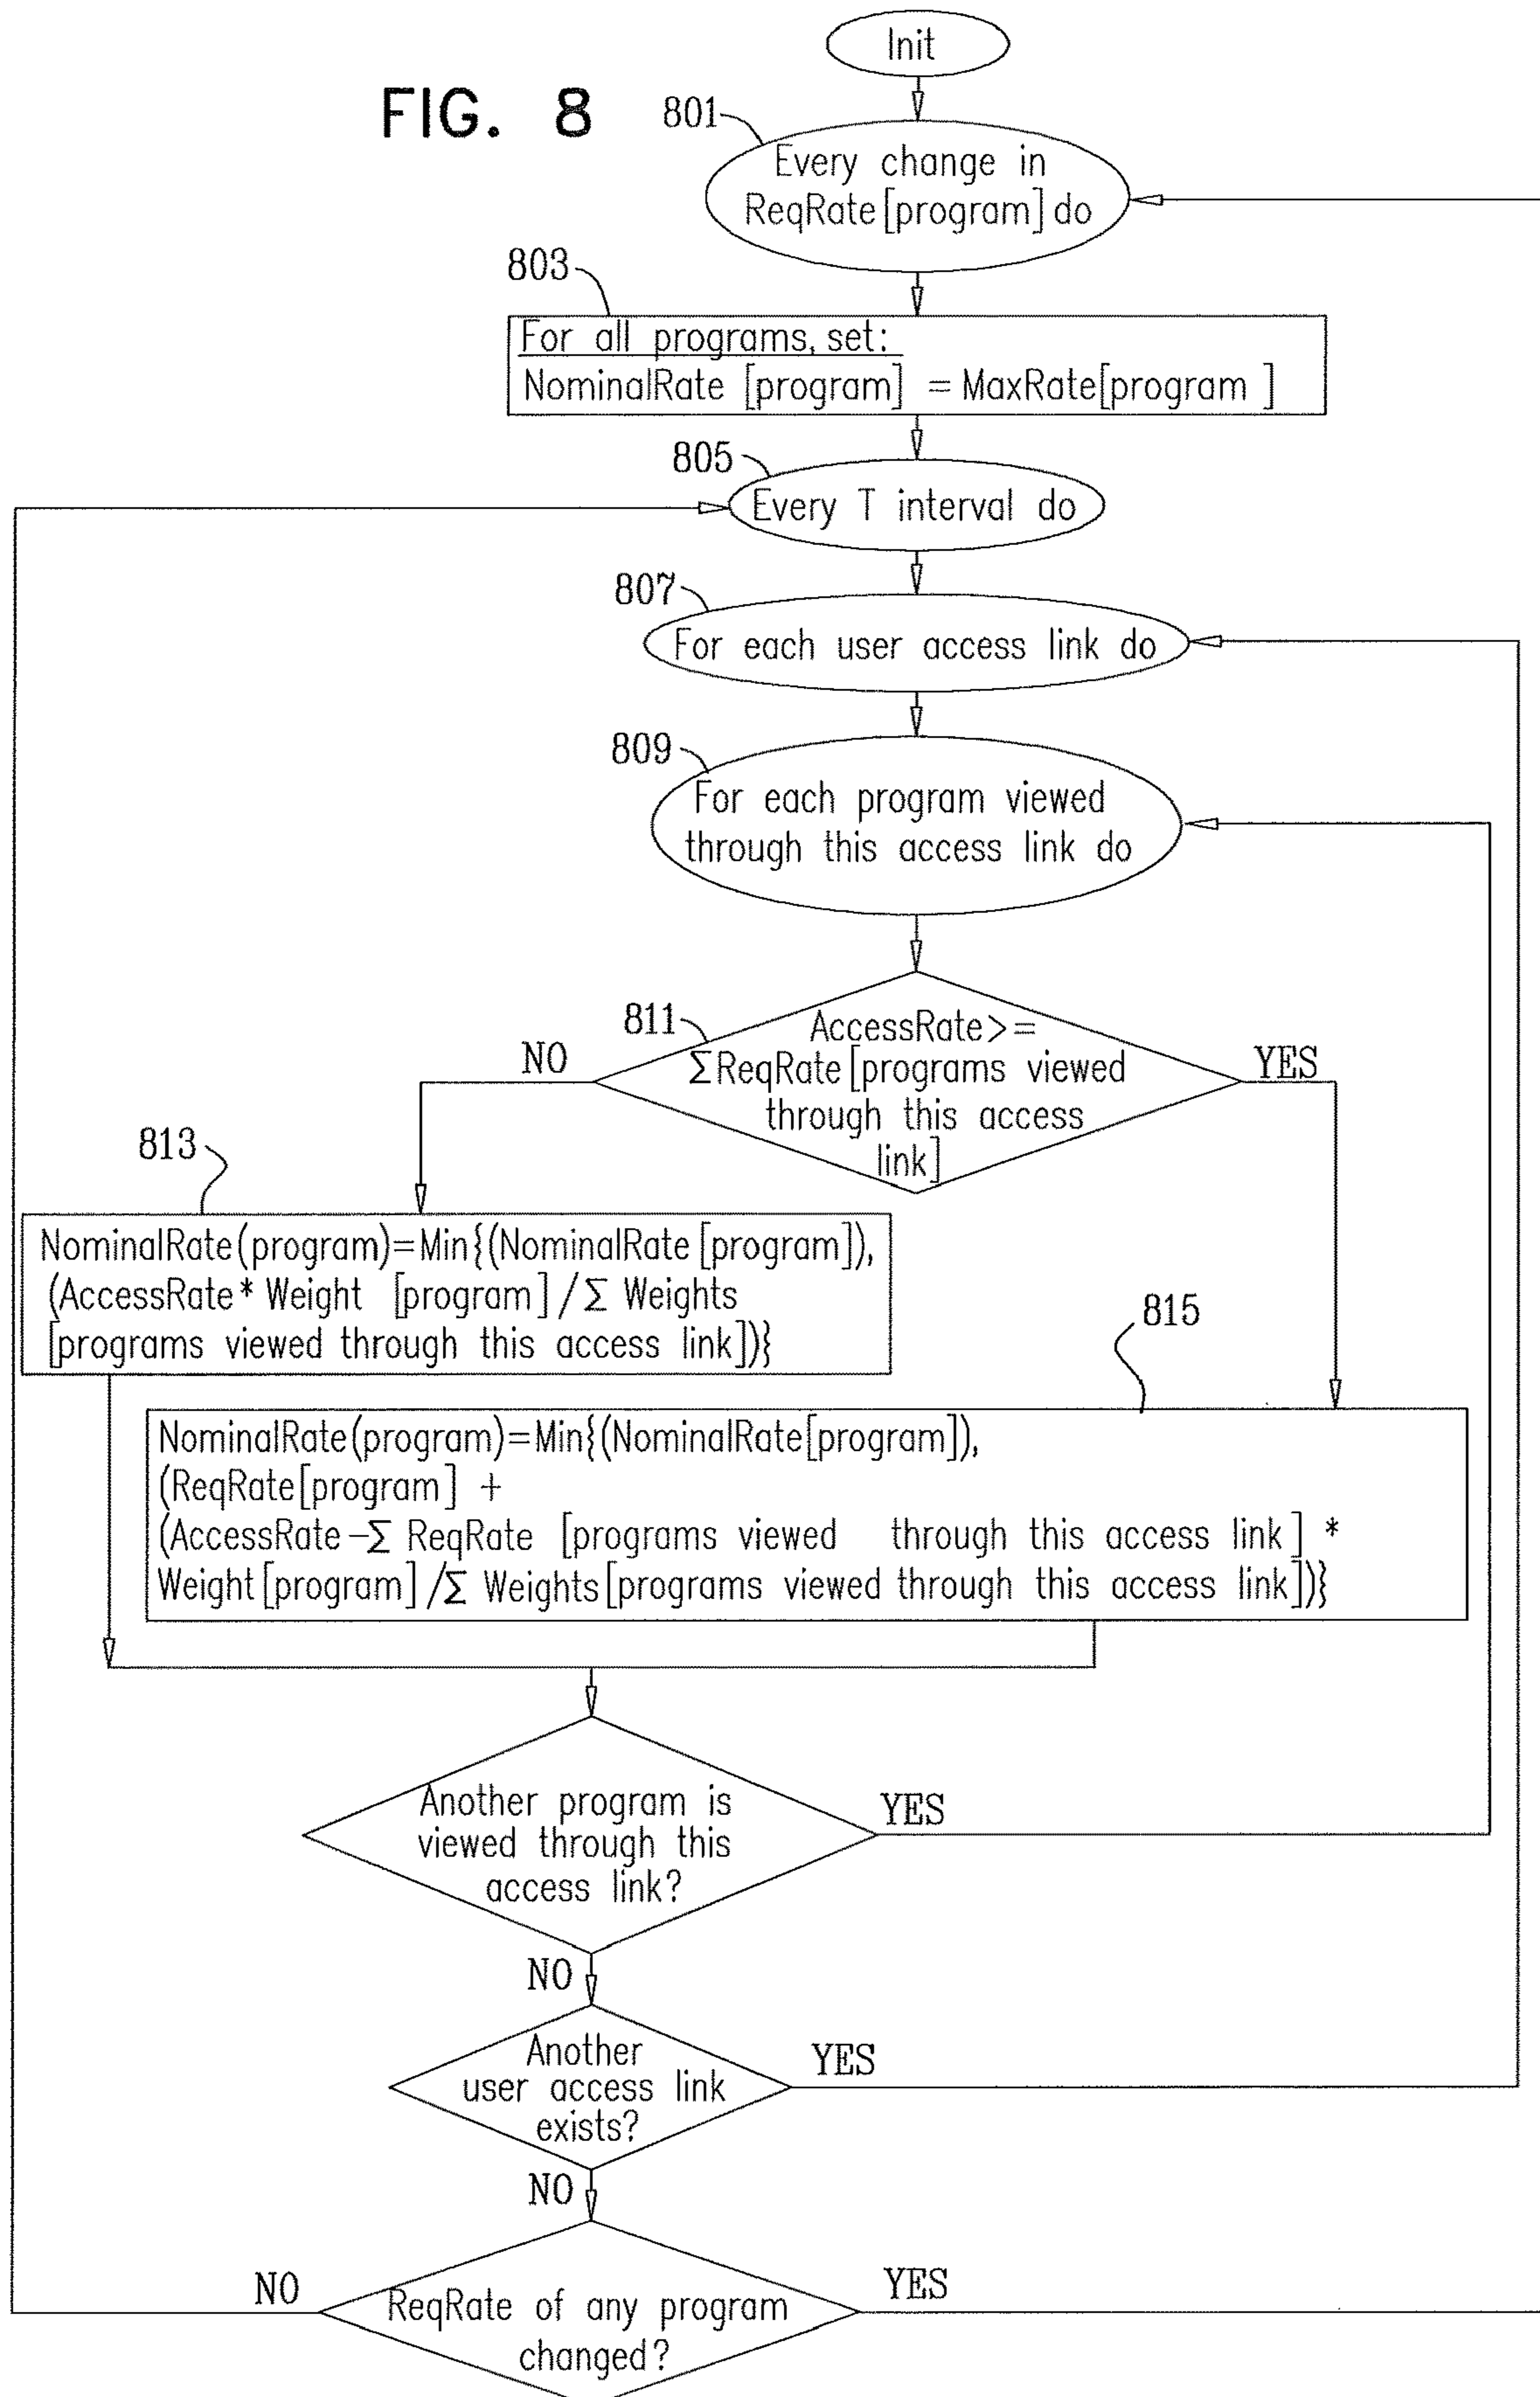 Init
FIG. 8
801
Every change in
ReqRate[program] do
803
For all programs, set:
NominalRate [program] = MaxRate[program ]
805
Every T interval do
807
For each user access link do
809
For each program viewed
through this access link do
811
AccessRate>=
ΣReqRate[programs viewed
through this access
link]
NO
YES
813
NominalRate(program)=Min{(NominalRate[program]),
(AccessRate* Weight [program]/Σ Weights
[programs viewed through this access link])}
815
NominalRate(program)=Min{(NominalRate[program]),
(ReqRate[program] +
(AccessRate-Σ ReqRate [programs viewed through this access link] *
Weight[program]/Σ Weights[programs viewed through this access link])}
Another program is
viewed through this
access link?
YES
NO
Another
user access link
exists?
YES
NO
ReqRate of any program
changed?
NO
YES